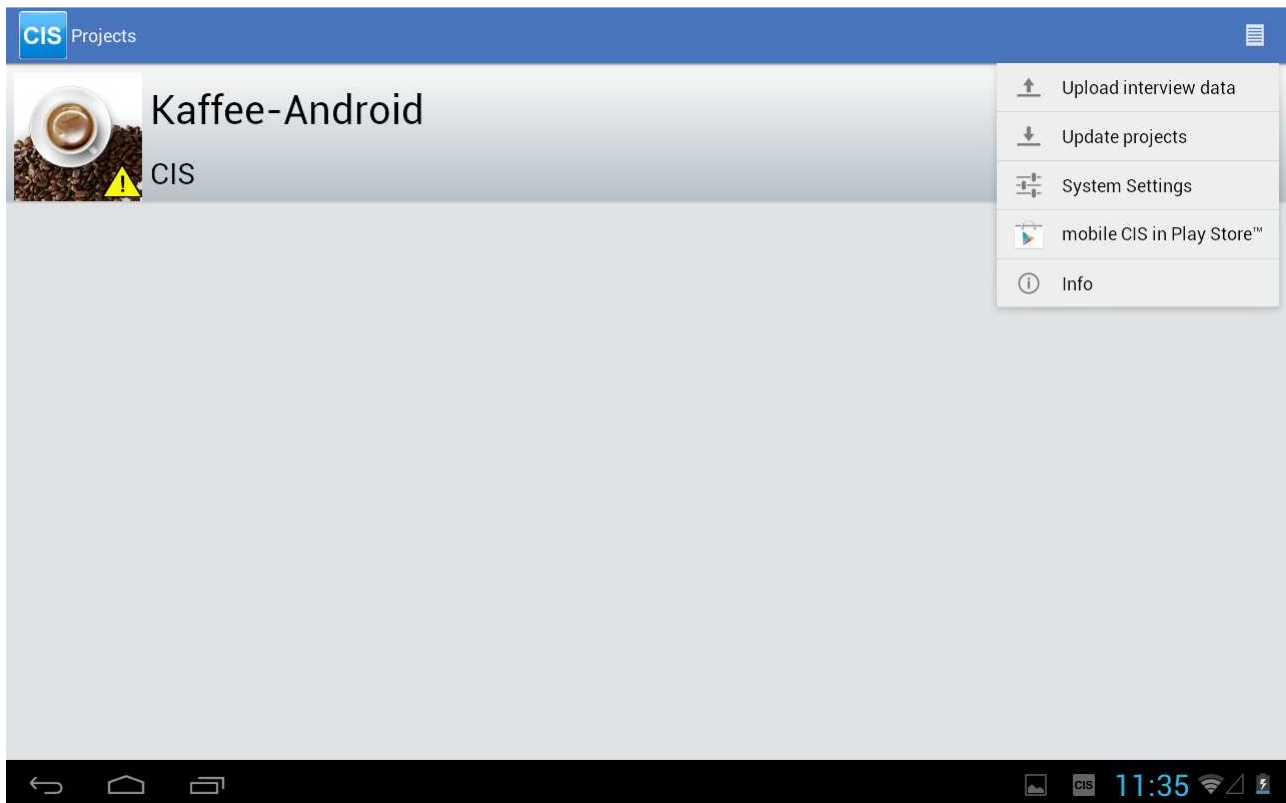 CIS Projects
Kaffee-Android
CIS
Upload interview data
Update projects
System Settings
mobile CIS in Play Store™
Info
CIS 11:35